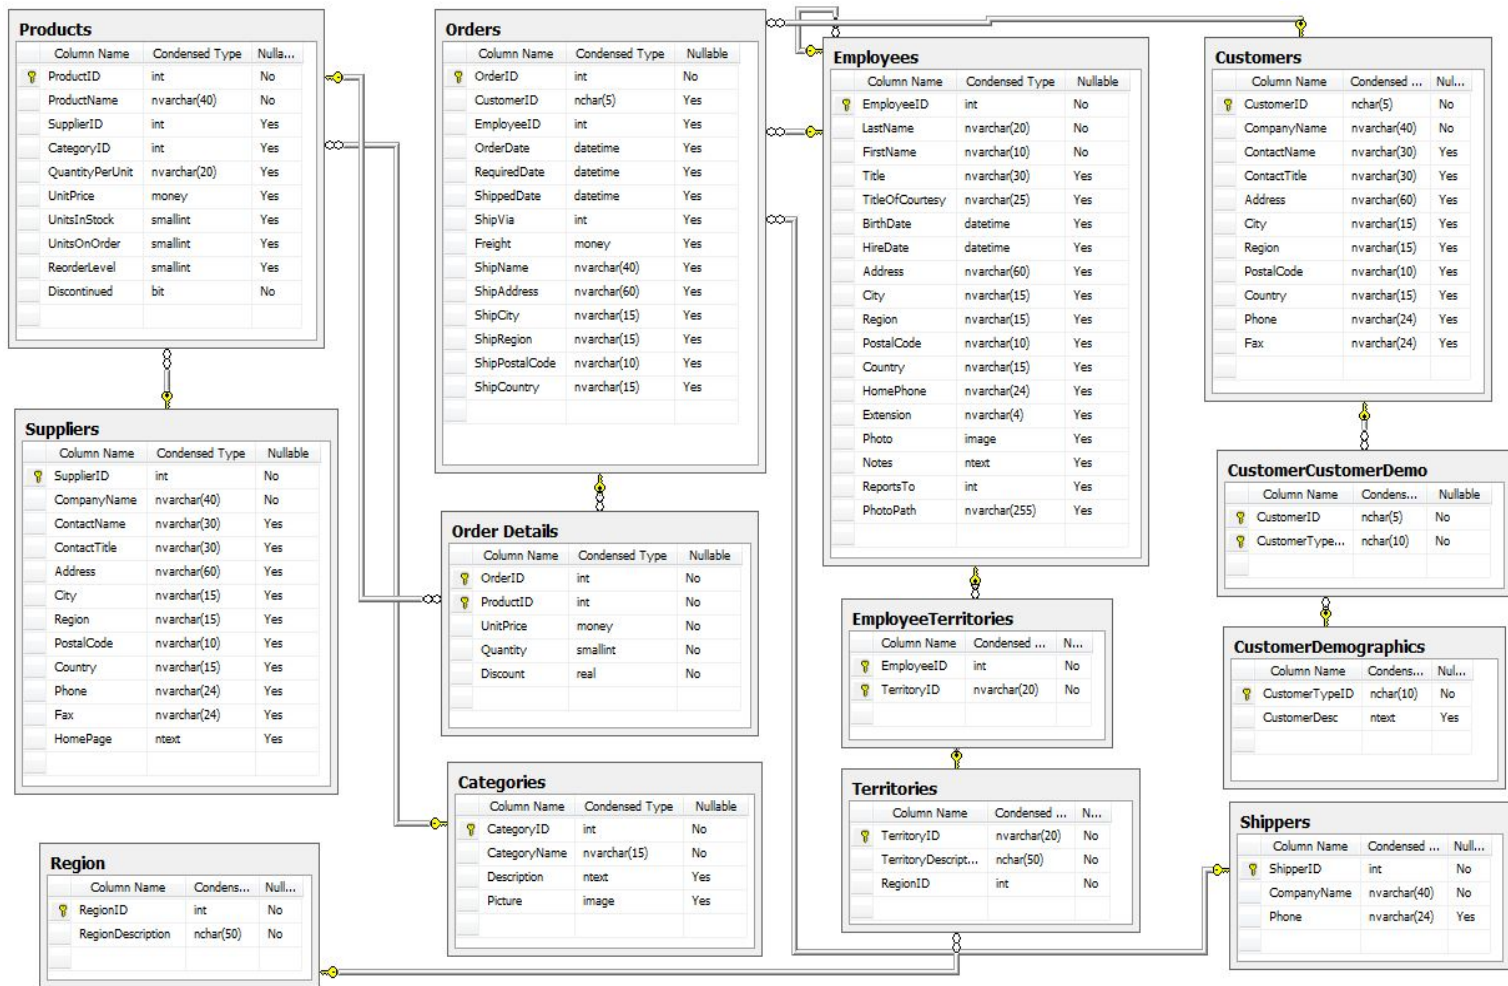 Products
Column Name Condensed Type Nulla...
ProductID int No
ProductName nvarchar(40) No
SupplierID int Yes
CategoryID int Yes
QuantityPerUnit nvarchar(20) Yes
UnitPrice money Yes
UnitsInStock smallint Yes
UnitsOnOrder smallint Yes
ReorderLevel smallint Yes
Discontinued bit No
Orders
Column Name Condensed Type Nullable
OrderID int No
CustomerID nchar(5) Yes
EmployeeID int Yes
OrderDate datetime Yes
RequiredDate datetime Yes
ShippedDate datetime Yes
ShipVia int Yes
Freight money Yes
ShipName nvarchar(40) Yes
ShipAddress nvarchar(60) Yes
ShipCity nvarchar(15) Yes
ShipRegion nvarchar(15) Yes
ShipPostalCode nvarchar(10) Yes
ShipCountry nvarchar(15) Yes
Employees
Column Name Condensed Type Nullable
EmployeeID int No
LastName nvarchar(20) No
FirstName nvarchar(10) No
Title nvarchar(30) Yes
TitleOfCourtesy nvarchar(25) Yes
BirthDate datetime Yes
HireDate datetime Yes
Address nvarchar(60) Yes
City nvarchar(15) Yes
Region nvarchar(15) Yes
PostalCode nvarchar(10) Yes
Country nvarchar(15) Yes
HomePhone nvarchar(24) Yes
Extension nvarchar(4) Yes
Photo image Yes
Notes ntext Yes
ReportsTo int Yes
PhotoPath nvarchar(255) Yes
Customers
Column Name Condensed ... Nul...
CustomerID nchar(5) No
CompanyName nvarchar(40) No
ContactName nvarchar(30) Yes
ContactTitle nvarchar(30) Yes
Address nvarchar(60) Yes
City nvarchar(15) Yes
Region nvarchar(15) Yes
PostalCode nvarchar(10) Yes
Country nvarchar(15) Yes
Phone nvarchar(24) Yes
Fax nvarchar(24) Yes
Suppliers
Column Name Condensed Type Nullable
SupplierID int No
CompanyName nvarchar(40) No
ContactName nvarchar(30) Yes
ContactTitle nvarchar(30) Yes
Address nvarchar(60) Yes
City nvarchar(15) Yes
Region nvarchar(15) Yes
PostalCode nvarchar(10) Yes
Country nvarchar(15) Yes
Phone nvarchar(24) Yes
Fax nvarchar(24) Yes
HomePage ntext Yes
Order Details
Column Name Condensed Type Nullable
OrderID int No
ProductID int No
UnitPrice money No
Quantity smallint No
Discount real No
CustomerCustomerDemo
Column Name Condens... Nullable
CustomerID nchar(5) No
CustomerType... nchar(10) No
EmployeeTerritories
Column Name Condensed ... N...
EmployeeID int No
TerritoryID nvarchar(20) No
CustomerDemographics
Column Name Condens... Nul...
CustomerTypeID nchar(10) No
CustomerDesc ntext Yes
Categories
Column Name Condensed Type Nullable
CategoryID int No
CategoryName nvarchar(15) No
Description ntext Yes
Picture image Yes
Territories
Column Name Condensed ... N...
TerritoryID nvarchar(20) No
TerritoryDescript... nchar(50) No
RegionID int No
Shippers
Column Name Condensed ... Null...
ShipperID int No
CompanyName nvarchar(40) No
Phone nvarchar(24) Yes
Region
Column Name Condens... Null...
RegionID int No
RegionDescription nchar(50) No